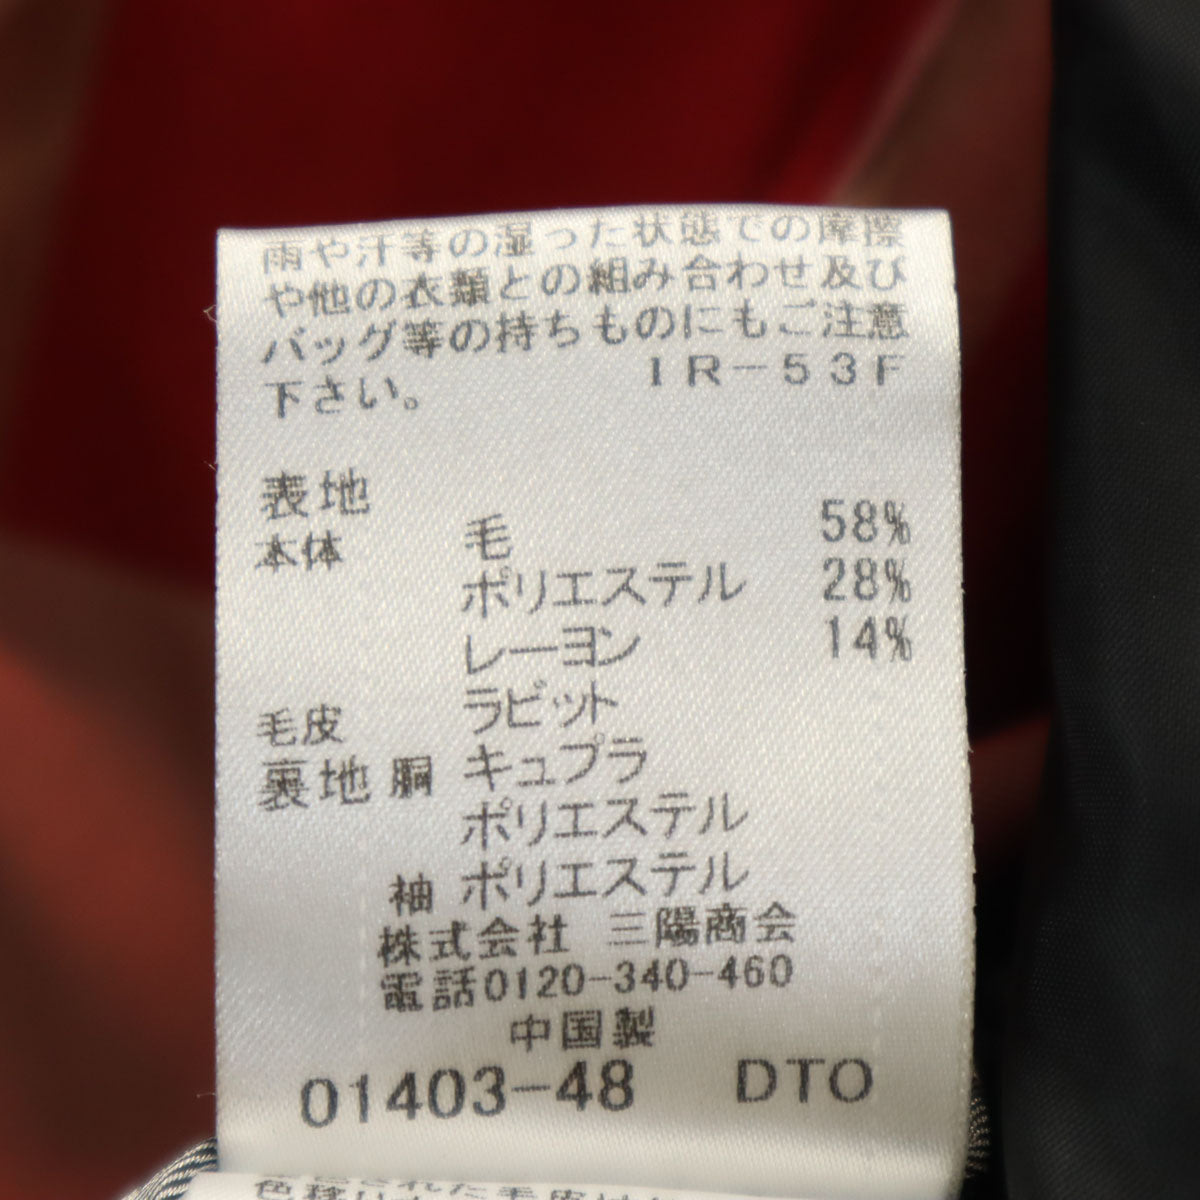 雨や汗等の湿った状態での摩擦
や他の衣類との組み合わせ及び
バッグ等の持ちものにもご注意
下さい。 IR-53F
表地
本体 毛 58%
ポリエステル 28%
レーヨン 14%
毛皮 ラビット
裏地 胴 キュプラ
ポリエステル
袖 ポリエステル
株式会社 三陽商会
電話0120-340-460
中国製
01403-48 DTO